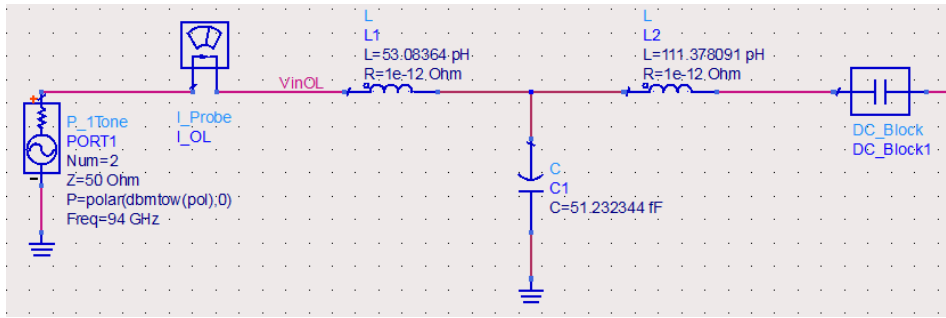 L
L1
L=53.08364 pH
R=1e-12 Ohm
L
L2
L=111.378091 pH
R=1e-12 Ohm
VinOL
I_Probe
I_OL
P_1Tone
PORT1
Num=2
Z=50 Ohm
P=polar(dbmtow(pol),0)
Freq=94 GHz
+
-
DC_Block
DC_Block1
C
C1
C=51.232344 fF